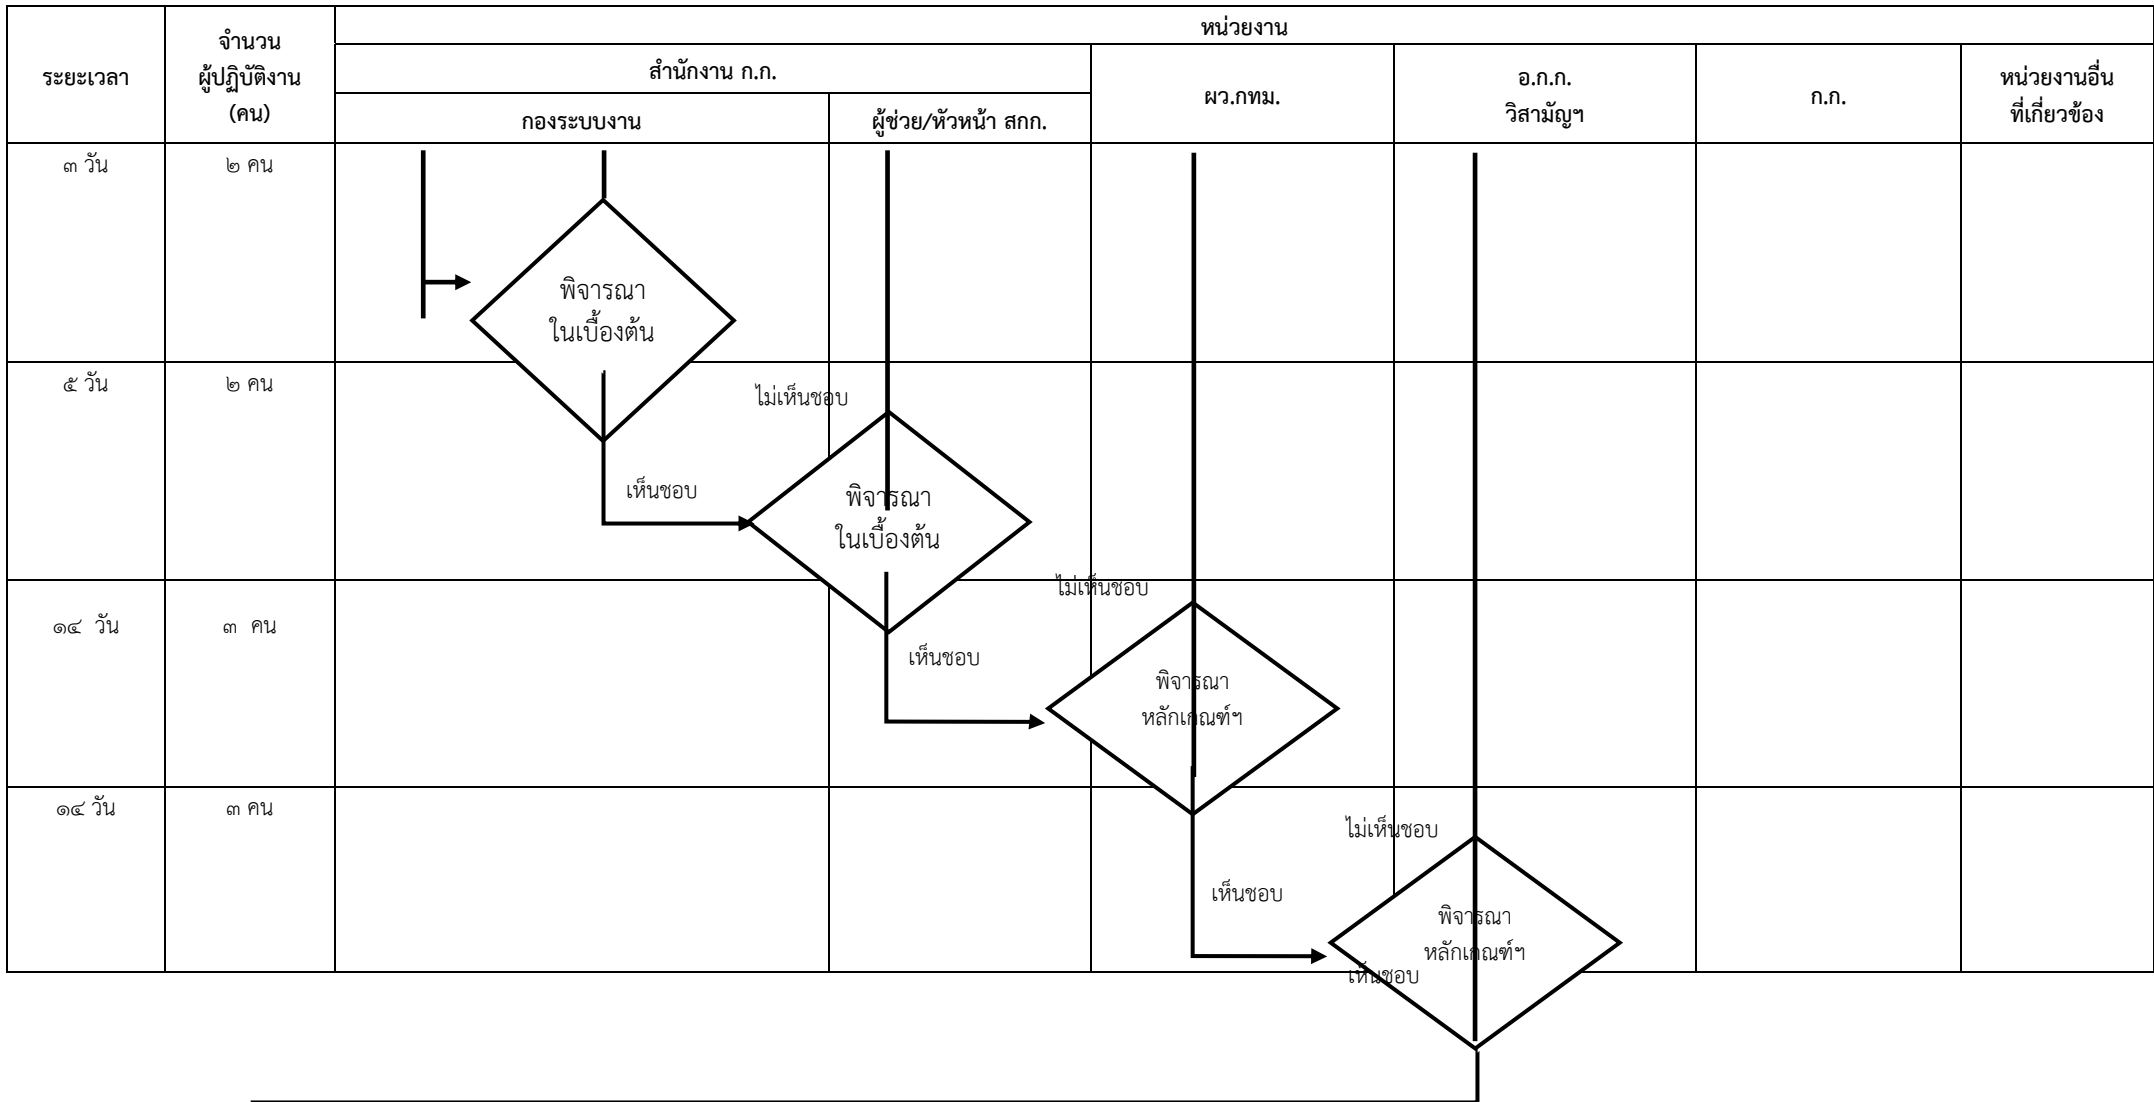 หน่วยงาน
ระยะเวลา
จำนวน
ผู้ปฏิบัติงาน
(คน)
สำนักงาน ก.ก.
ผว.กทม.
อ.ก.ก.
วิสามัญฯ
ก.ก.
หน่วยงานอื่น
ที่เกี่ยวข้อง
กองระบบงาน
ผู้ช่วย/หัวหน้า สกก.
๓ วัน
๒ คน
พิจารณา
ในเบื้องต้น
๕ วัน
๒ คน
ไม่เห็นชอบ
เห็นชอบ
พิจารณา
ในเบื้องต้น
ไม่เห็นชอบ
๑๔ วัน
๓ คน
เห็นชอบ
พิจารณา
หลักเกณฑ์ฯ
๑๔ วัน
๓ คน
ไม่เห็นชอบ
เห็นชอบ
พิจารณา
หลักเกณฑ์ฯ
เห็นชอบ